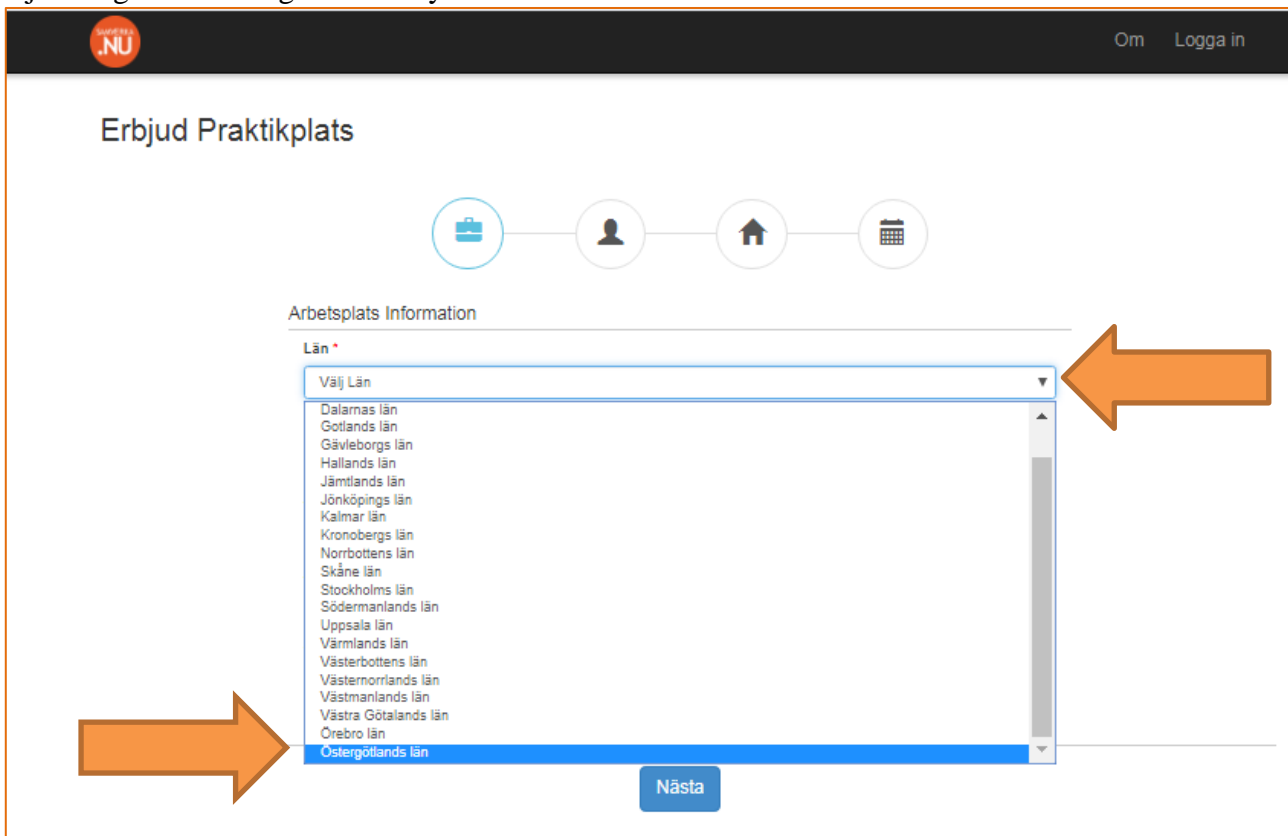 .NU
Om Logga in
Erbjud Praktikplats
Arbetsplats Information
Län *
Välj Län
Dalarnas län
Gotlands län
Gävleborgs län
Hallands län
Jämtlands län
Jönköpings län
Kalmar län
Kronobergs län
Norrbottens län
Skåne län
Stockholms län
Södermanlands län
Uppsala län
Värmlands län
Västerbottens län
Västernorrlands län
Västmanlands län
Västra Götalands län
Örebro län
Östergötlands län
Nästa